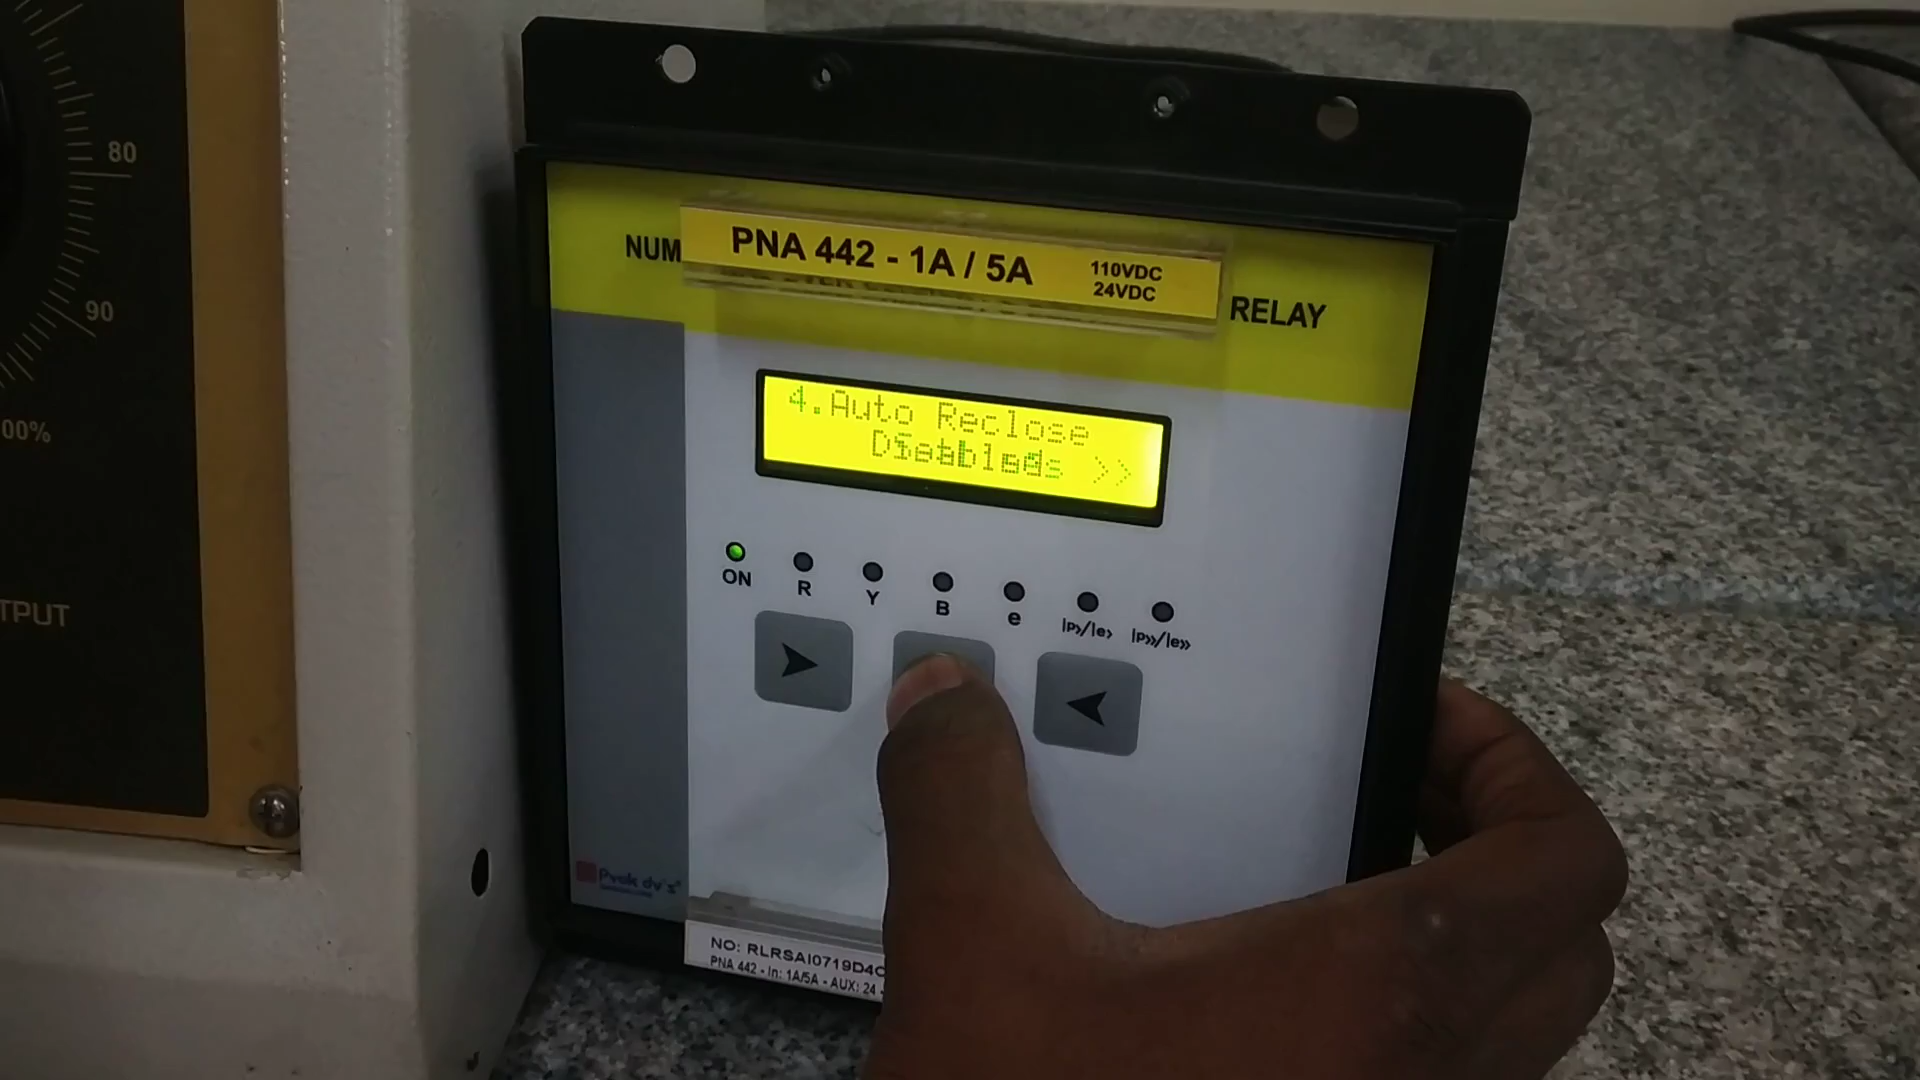 80
90
00%
TPUT
NUM
PNA 442 - 1A / 5A
110VDC
24VDC
RELAY
4.Auto Reclose
>>
ON
R
Y
B
e
|p>/|e>
|p>>/|e>>
NO: RLRSAI0719D4
PNA 442 - In: 1A/5A - AUX: 24